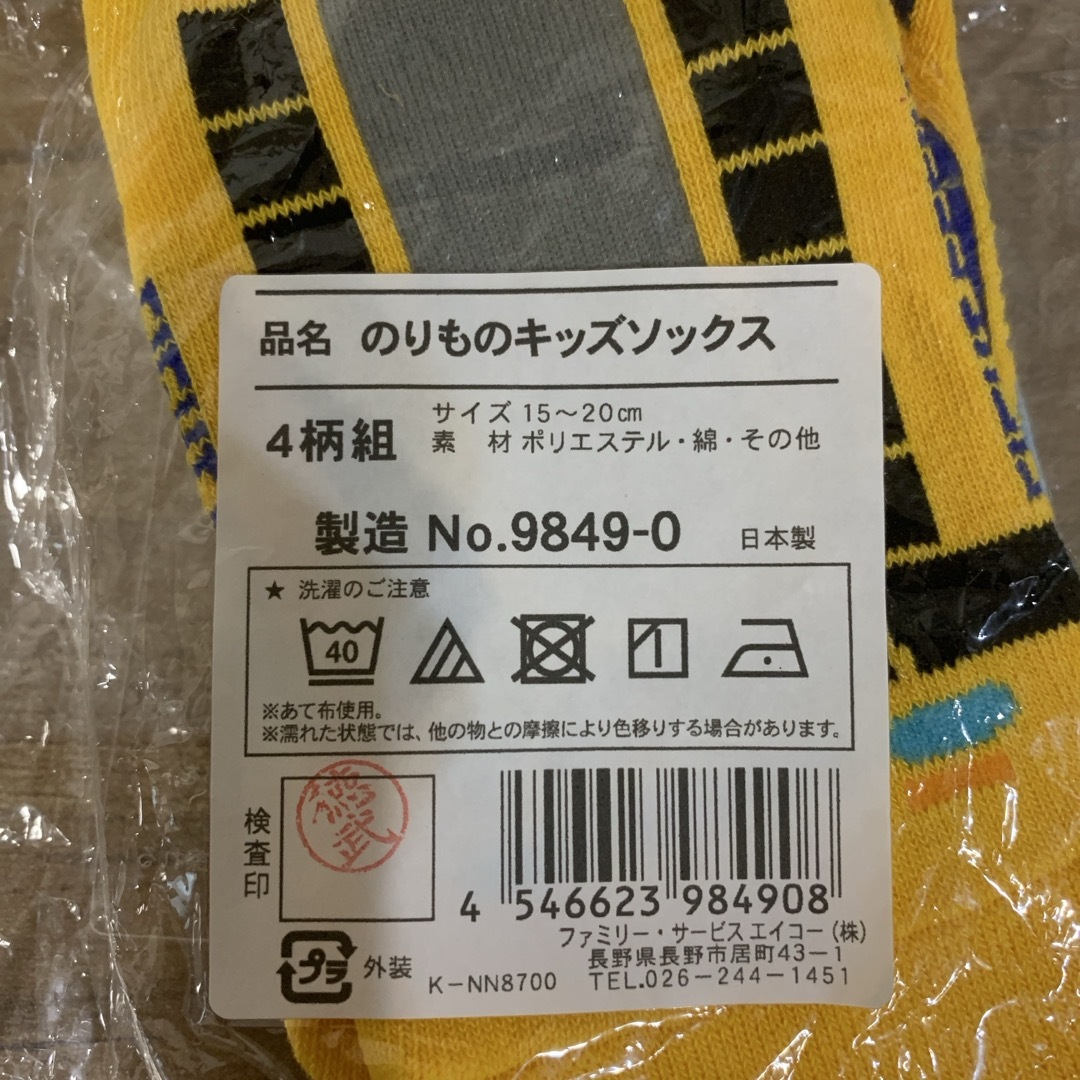 品名 のりものキッズソックス
4柄組
サイズ 15～20㎝
素 材 ポリエステル・綿・その他
製造 No.9849-0 日本製
★ 洗濯のご注意
40
※あて布使用。
※濡れた状態では、他の物との摩擦により色移りする場合があります。
検査印
徳武
4 546623 984908
ファミリー・サービス エイコー(株)
長野県長野市居町43-1
TEL.026-244-1451
プラ 外装
K-NN8700